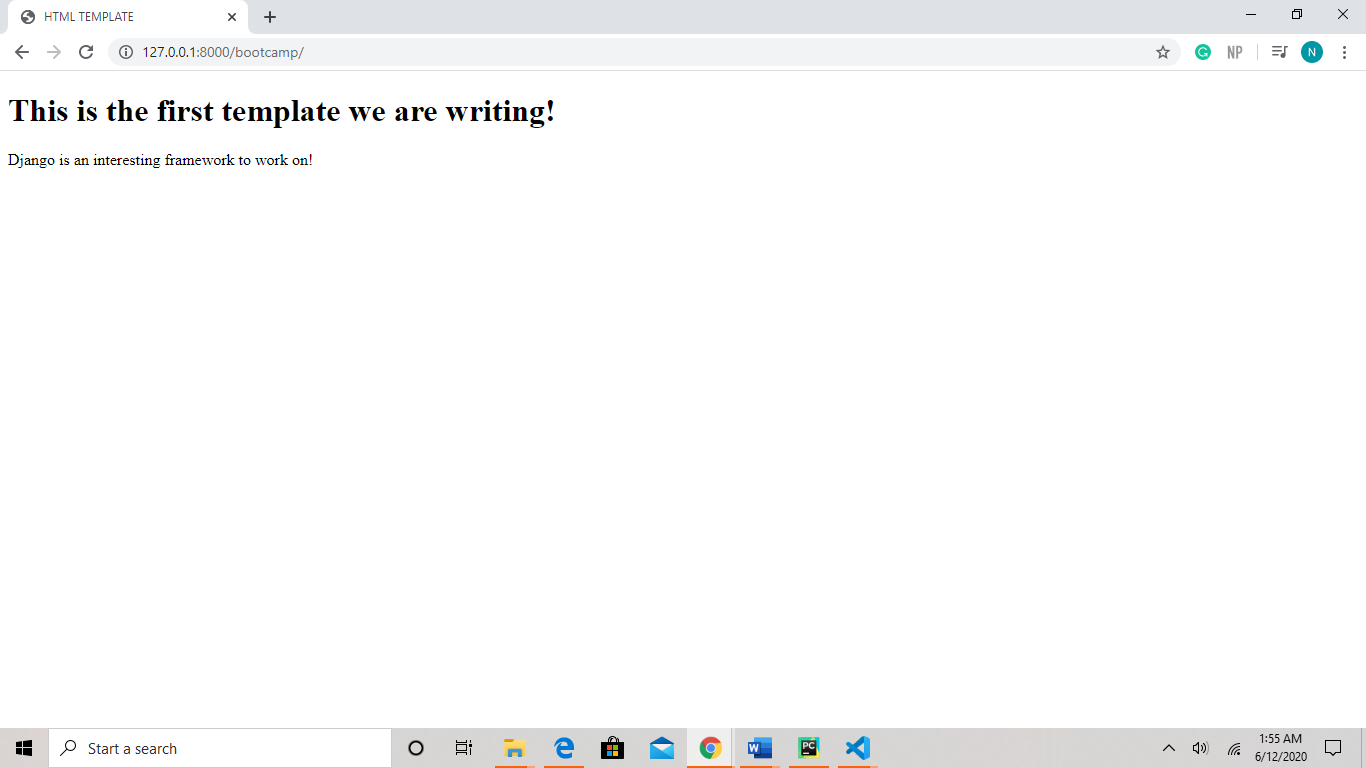 HTML TEMPLATE
127.0.0.1:8000/bootcamp/
NP
N
This is the first template we are writing!
Django is an interesting framework to work on!
Start a search
PC
1:55 AM
6/12/2020